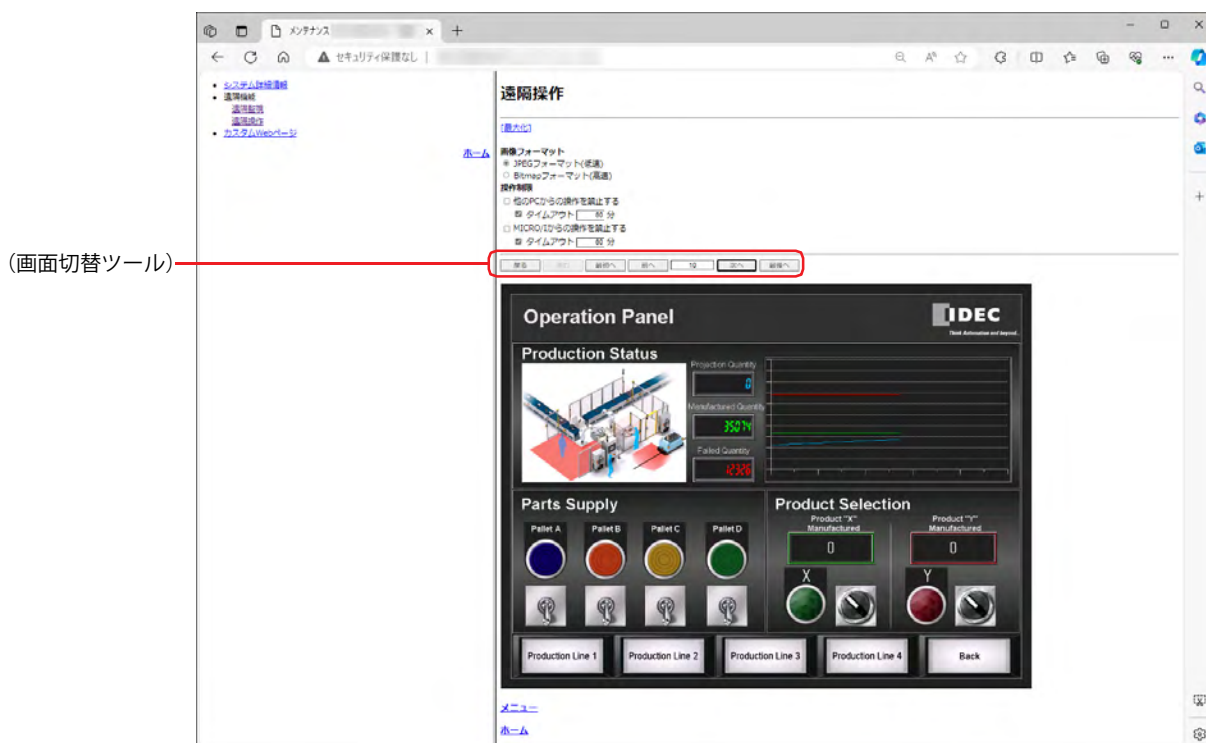 メンテナンス
セキュリティ保護なし
システム詳細情報
遠隔機能
遠隔監視
遠隔操作
カスタムWebページ
ホーム
遠隔操作
[最大化]
画像フォーマット
JPEGフォーマット(低速)
Bitmapフォーマット(高速)
操作制限
他のPCからの操作を禁止する
タイムアウト 60 分
MICRO/Iからの操作を禁止する
タイムアウト 60 分
(画面切替ツール)
戻る 最初へ 前へ 10 次へ 最後へ
Operation Panel
IDEC
Think Automation and beyond...
Production Status
Projection Quantity
0
Manufactured Quantity
35074
Failed Quantity
12326
Parts Supply
Pallet A Pallet B Pallet C Pallet D
Product Selection
Product "X" Manufactured
0
Product "Y" Manufactured
0
X
Y
Production Line 1 Production Line 2 Production Line 3 Production Line 4 Back
メニュー
ホーム